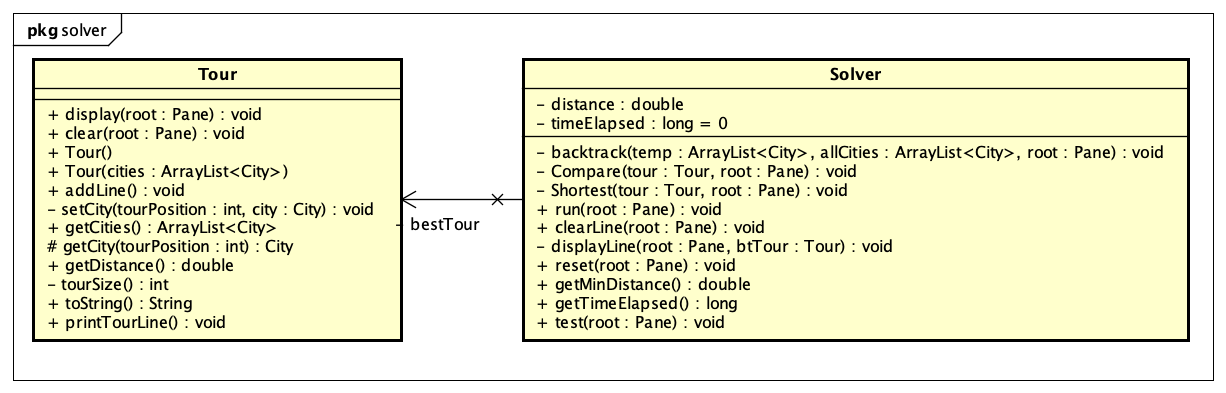 pkg solver
Tour
+ display(root : Pane) : void
+ clear(root : Pane) : void
+ Tour()
+ Tour(cities : ArrayList<City>)
+ addLine() : void
- setCity(tourPosition : int, city : City) : void
+ getCities() : ArrayList<City>
# getCity(tourPosition : int) : City
+ getDistance() : double
- tourSize() : int
+ toString() : String
+ printTourLine() : void
- bestTour
Solver
- distance : double
- timeElapsed : long = 0
- backtrack(temp : ArrayList<City>, allCities : ArrayList<City>, root : Pane) : void
- Compare(tour : Tour, root : Pane) : void
- Shortest(tour : Tour, root : Pane) : void
+ run(root : Pane) : void
+ clearLine(root : Pane) : void
- displayLine(root : Pane, btTour : Tour) : void
+ reset(root : Pane) : void
+ getMinDistance() : double
+ getTimeElapsed() : long
+ test(root : Pane) : void